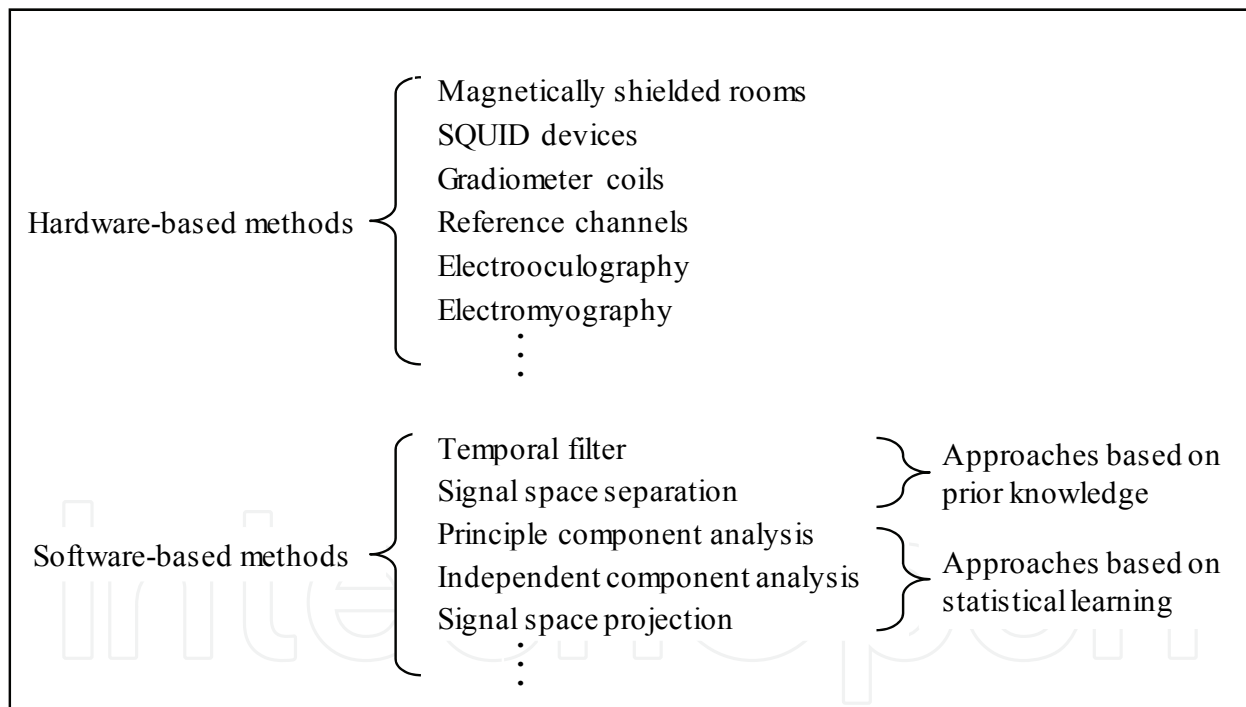 Magnetically shielded rooms
SQUID devices
Gradiometer coils
Hardware-based methods
Reference channels
Electrooculography
Electromyography
Temporal filter
Signal space separation
Approaches based on
prior knowledge
Principle component analysis
Software-based methods
Independent component analysis
Signal space projection
Approaches based on
statistical learning
intechopen